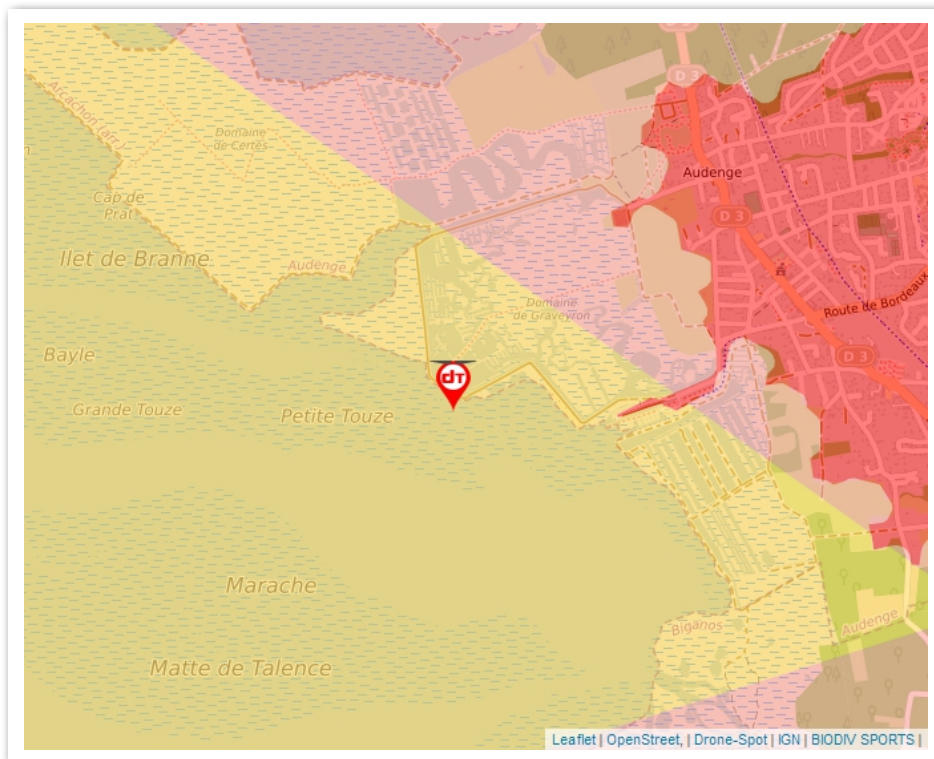 D 3
Arcachon (arr
Domaine
de Certes
Audenge
Cap de
Prat
D 3
Ilet de Branne
Audenge
Domaine
de Graveyron
Route de Bordeaux
Bayle
D 3
dT
Grande Touze
Petite Touze
Marache
Biganos
Audenge
Matte de Talence
Leaflet | OpenStreet, | Drone-Spot | IGN | BIODIV SPORTS |